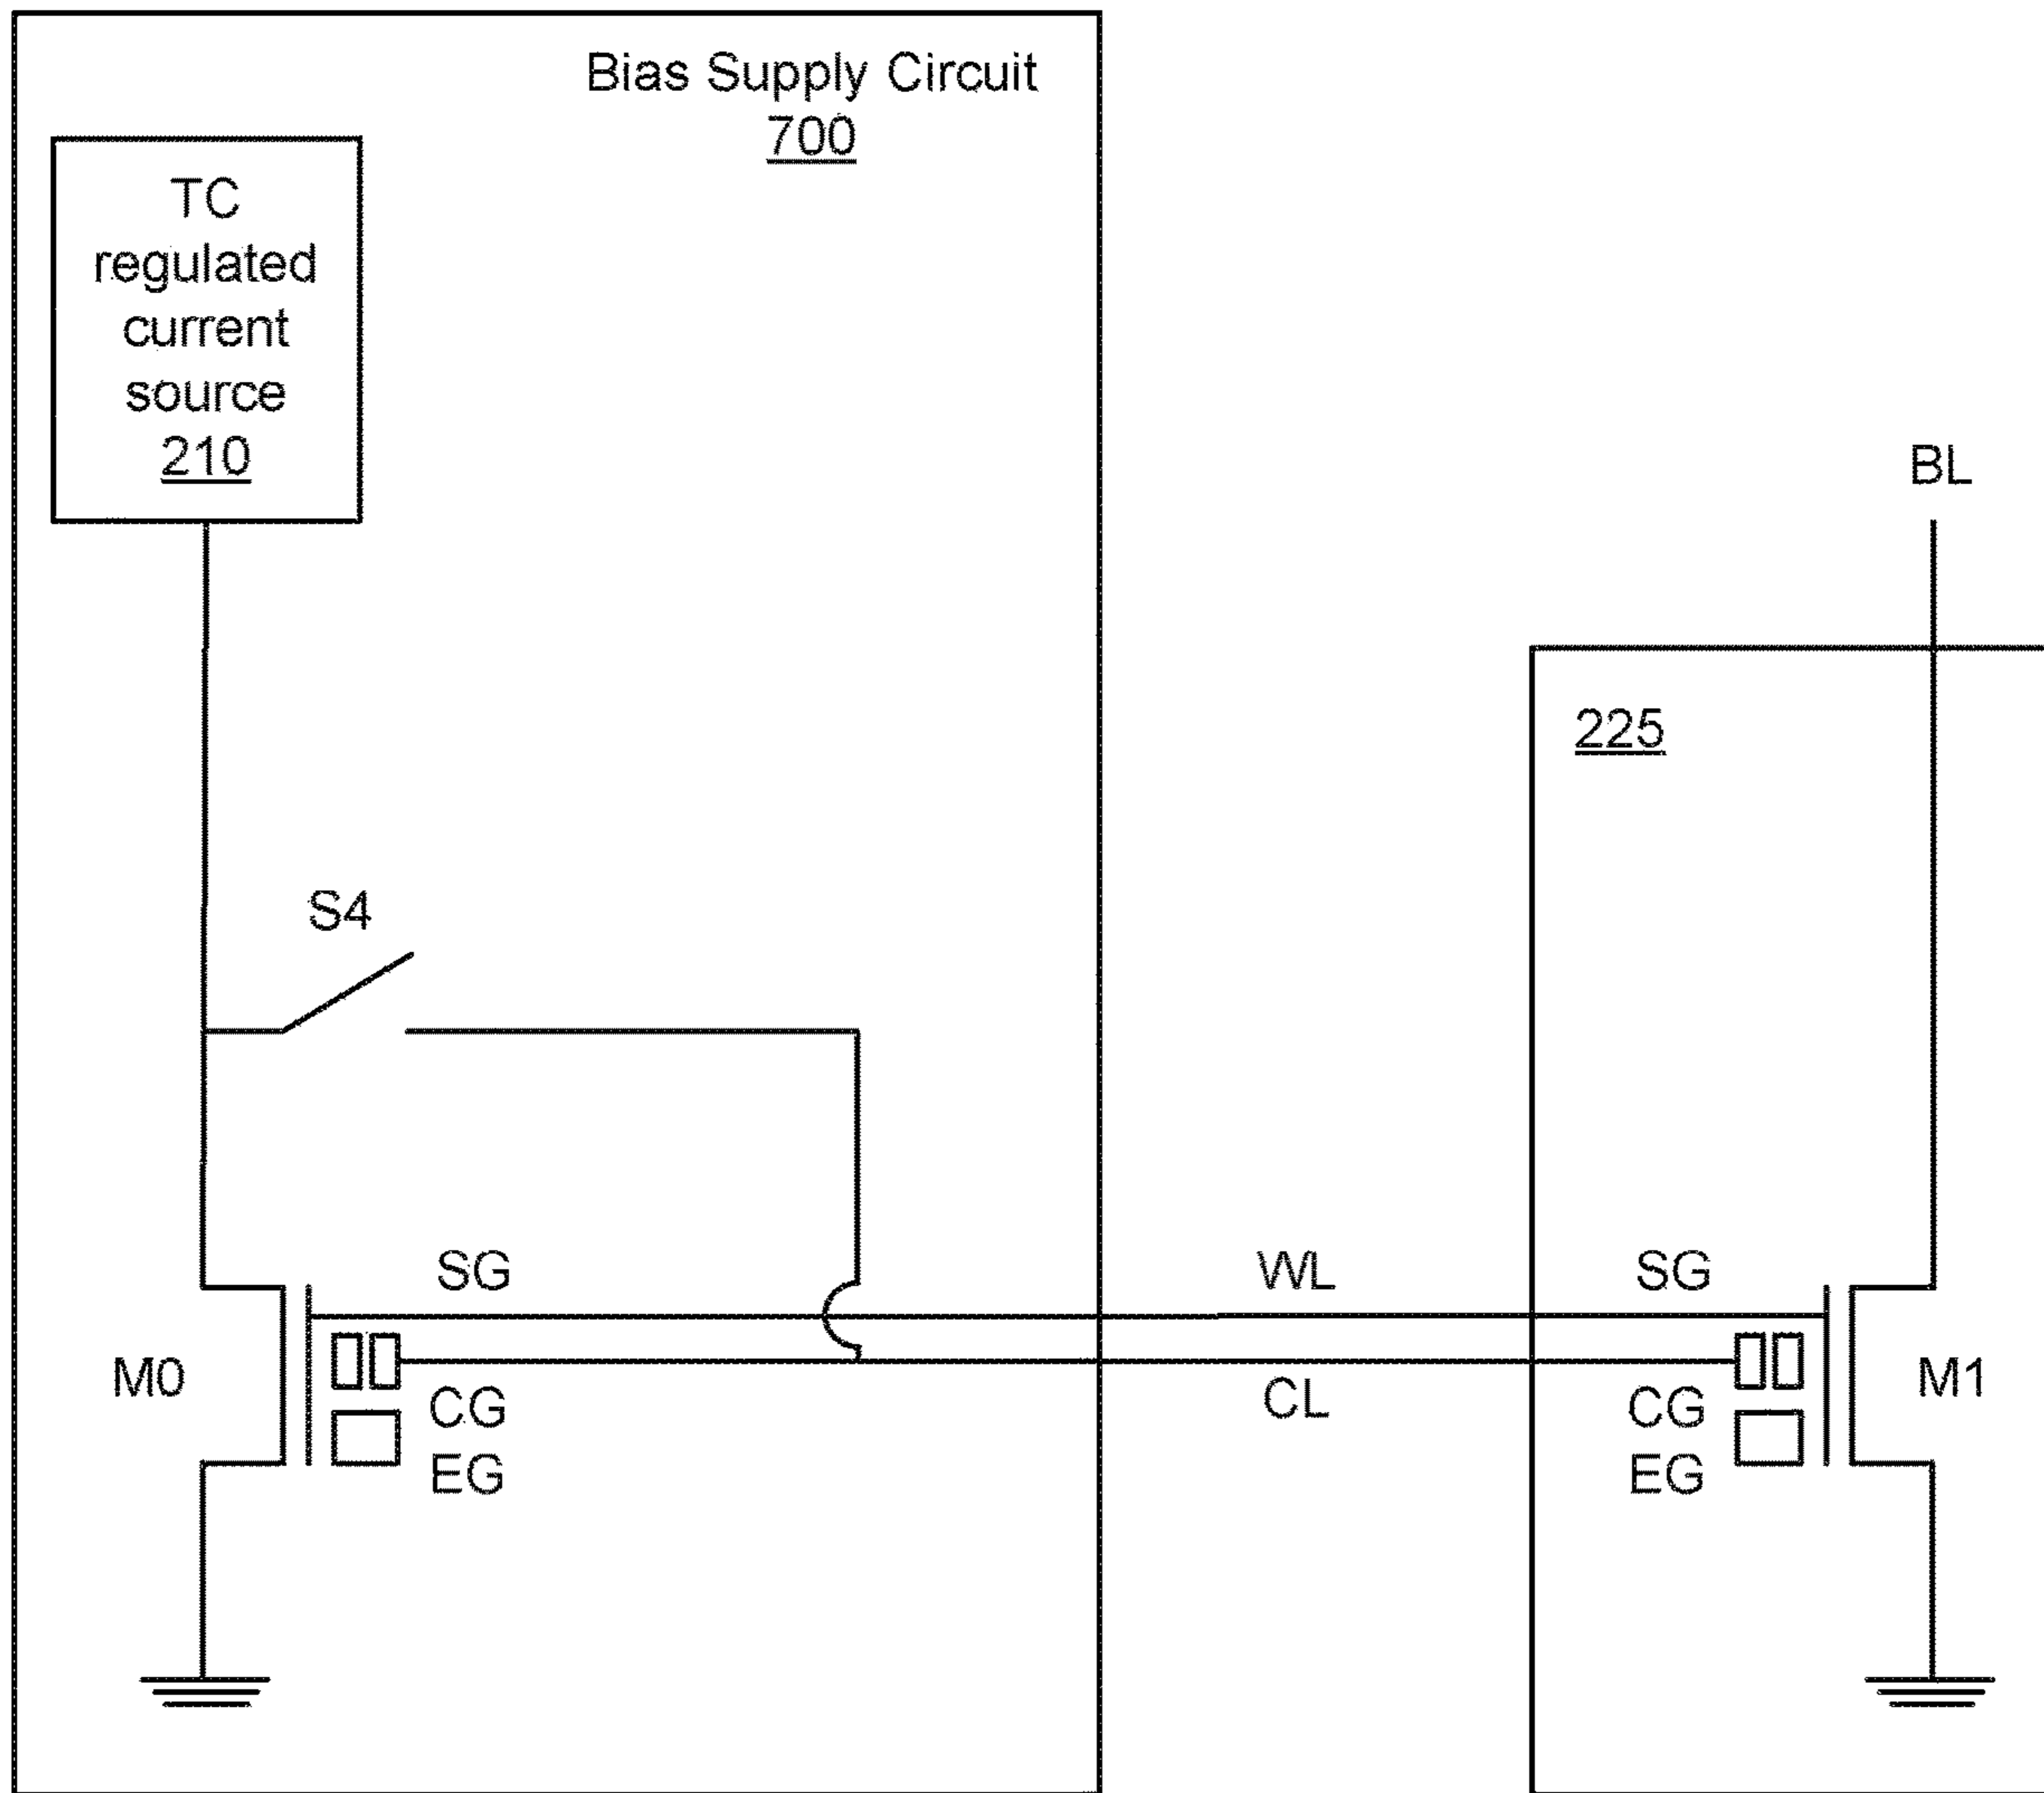 Bias Supply Circuit
700
TC
regulated
current
source
210
BL
225
S4
SG
WL
SG
M0
CG
EG
CL
CG
EG
M1